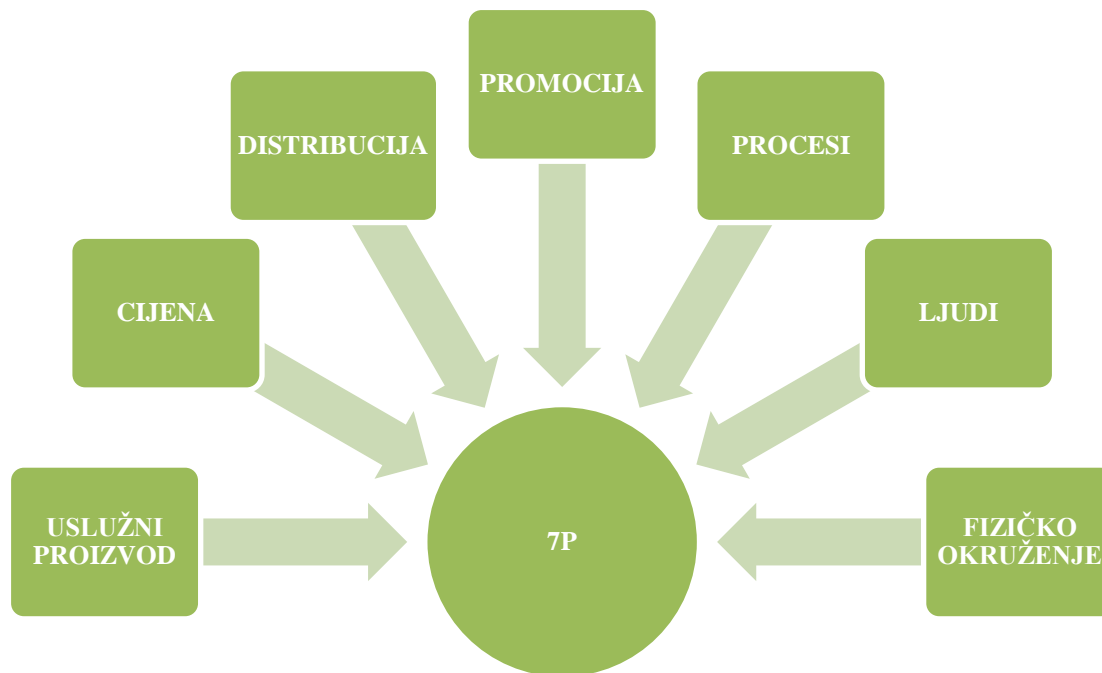 PROMOCIJA
DISTRIBUCIJA
PROCESI
CIJENA
LJUDI
USLUŽNI
PROIZVOD
7P
FIZIČKO
OKRUŽENJE